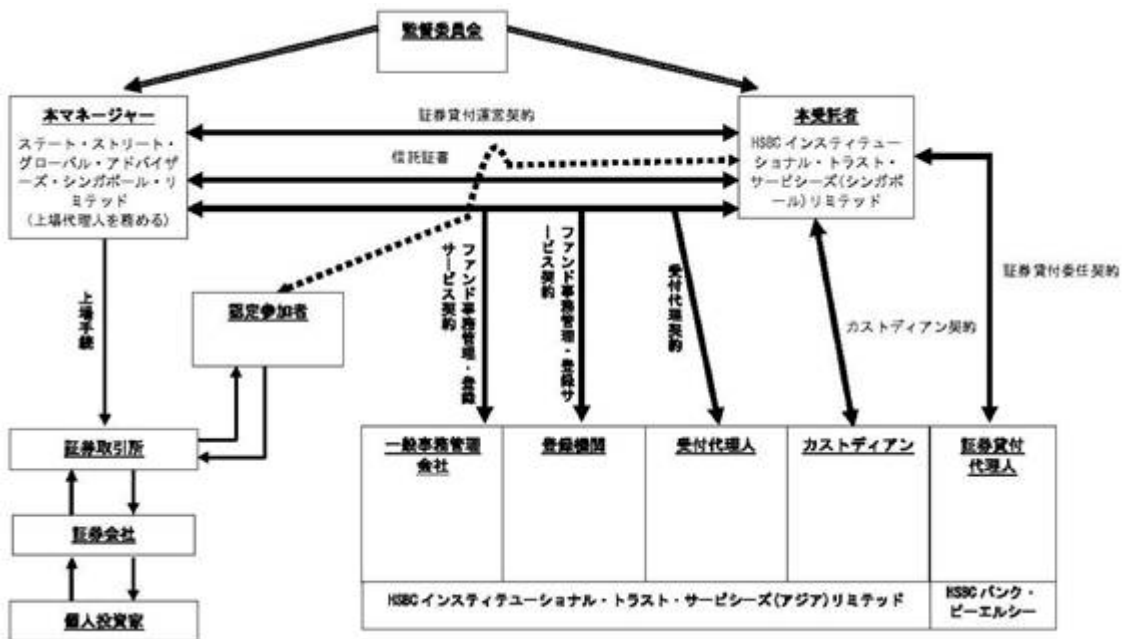 監督委員会
本マネージャー
ステート・ストリート・
グローバル・アドバイザ
ーズ・シンガポール・リ
ミテッド
(上場代理人を務める)
証券貸付運営契約
信託証書
本受託者
HSBC インスティテュー
ショナル・トラスト・
サービシーズ(シンガポ
ール)リミテッド
上場手続
認定参加者
ファンド事務管理・登録
サービス契約
ファンド事務管理・登録サ
ービス契約
受付代理契約
カストディアン契約
証券貸付委任契約
証券取引所
証券会社
個人投資家
一般事務管理
会社
登録機関
受付代理人
カストディアン
証券貸付
代理人
HSBC インスティテューショナル・トラスト・サービシーズ(アジア)リミテッド
HSBC バンク・
ピーエルシー